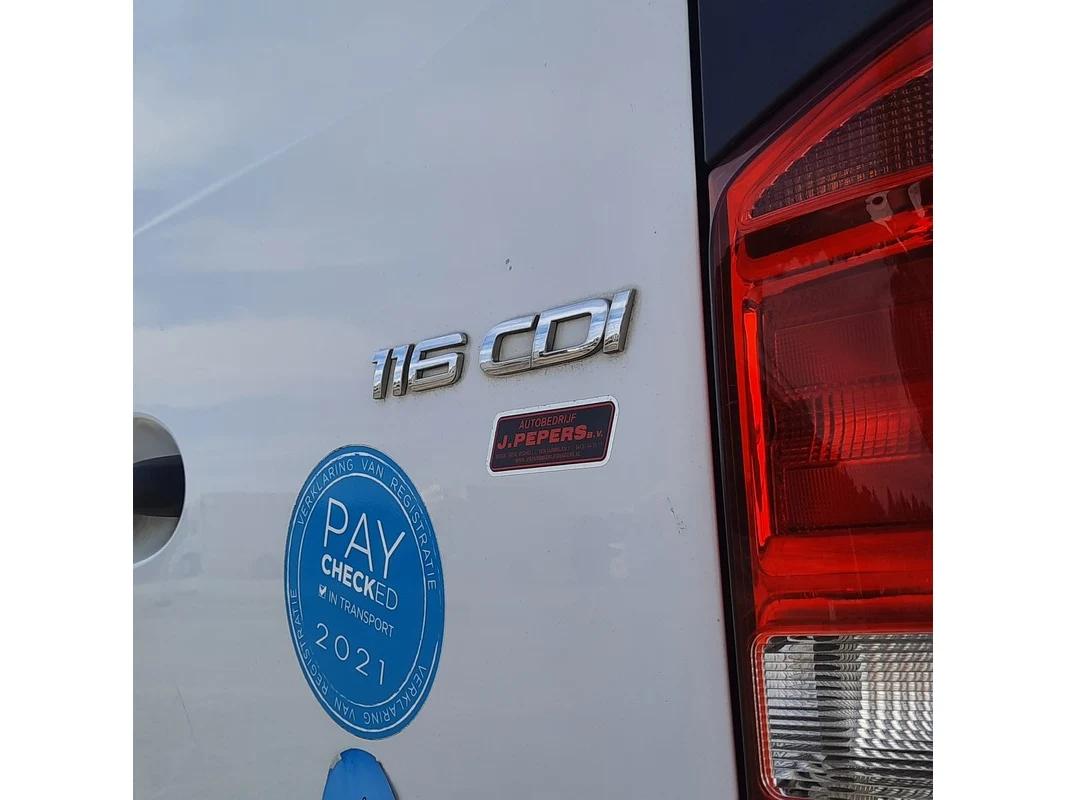 116 CDI
AUTOBEDRIJF
J. PEPERS B.V.
VERKLARING VAN REGISTRATIE
PAY
CHECKED
IN TRANSPORT
2021
VERKLARING VAN REGISTRATIE